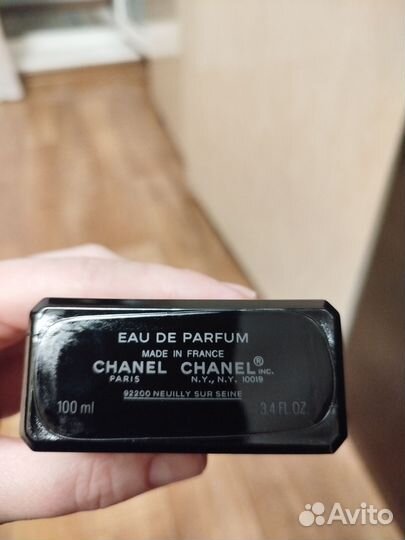 EAU DE PARFUM
MADE IN FRANCE
CHANEL CHANEL® INC.
PARIS N.Y., N.Y. 10019
92200 NEUILLY SUR SEINE
100 ml 3.4 FL.OZ.
Avito